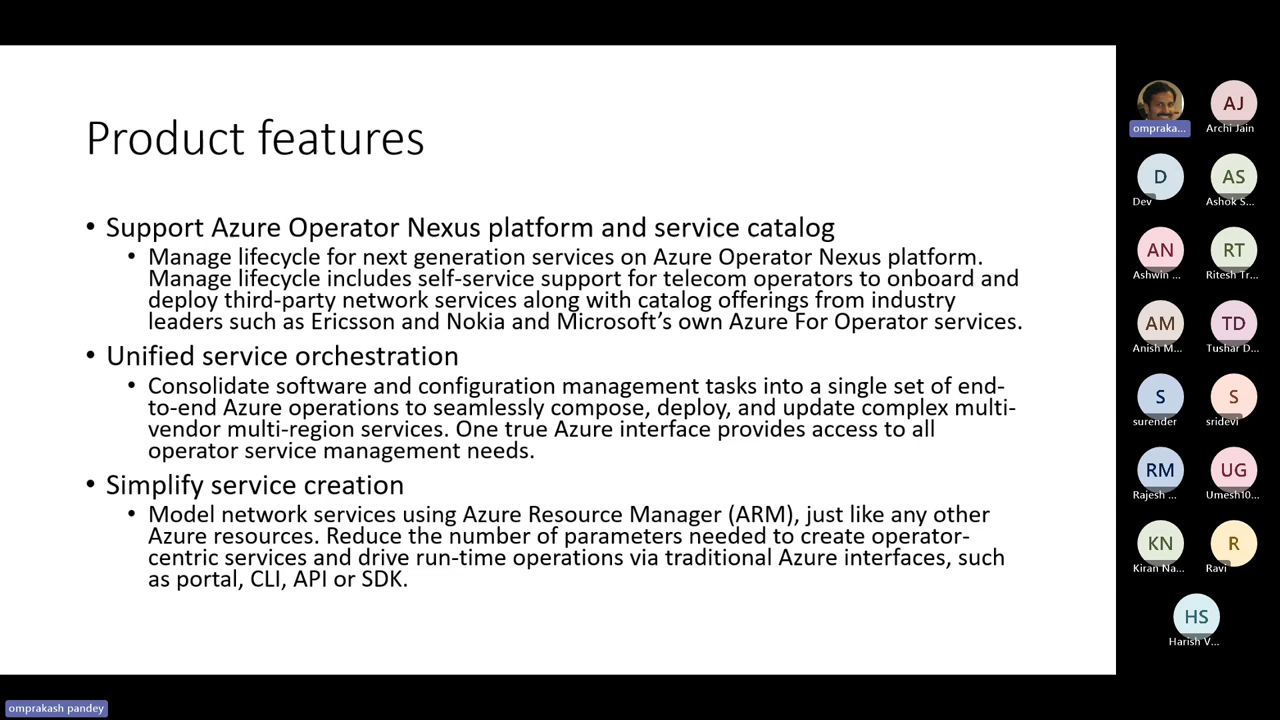 Product features
• Support Azure Operator Nexus platform and service catalog
• Manage lifecycle for next generation services on Azure Operator Nexus platform.
Manage lifecycle includes self-service support for telecom operators to onboard and
deploy third-party network services along with catalog offerings from industry
leaders such as Ericsson and Nokia and Microsoft’s own Azure For Operator services.
• Unified service orchestration
• Consolidate software and configuration management tasks into a single set of end-
to-end Azure operations to seamlessly compose, deploy, and update complex multi-
vendor multi-region services. One true Azure interface provides access to all
operator service management needs.
• Simplify service creation
• Model network services using Azure Resource Manager (ARM), just like any other
Azure resources. Reduce the number of parameters needed to create operator-
centric services and drive run-time operations via traditional Azure interfaces, such
as portal, CLI, API or SDK.
AJ
ompraka...
Archi Jain
D
AS
Dev
Ashok S...
AN
RT
Ashwin ...
Ritesh Tr...
AM
TD
Anish M...
Tushar D...
S
S
surender
sridevi
RM
UG
Rajesh ...
Umesh10...
KN
R
Kiran Na...
Ravi
HS
Harish V...
omprakash pandey